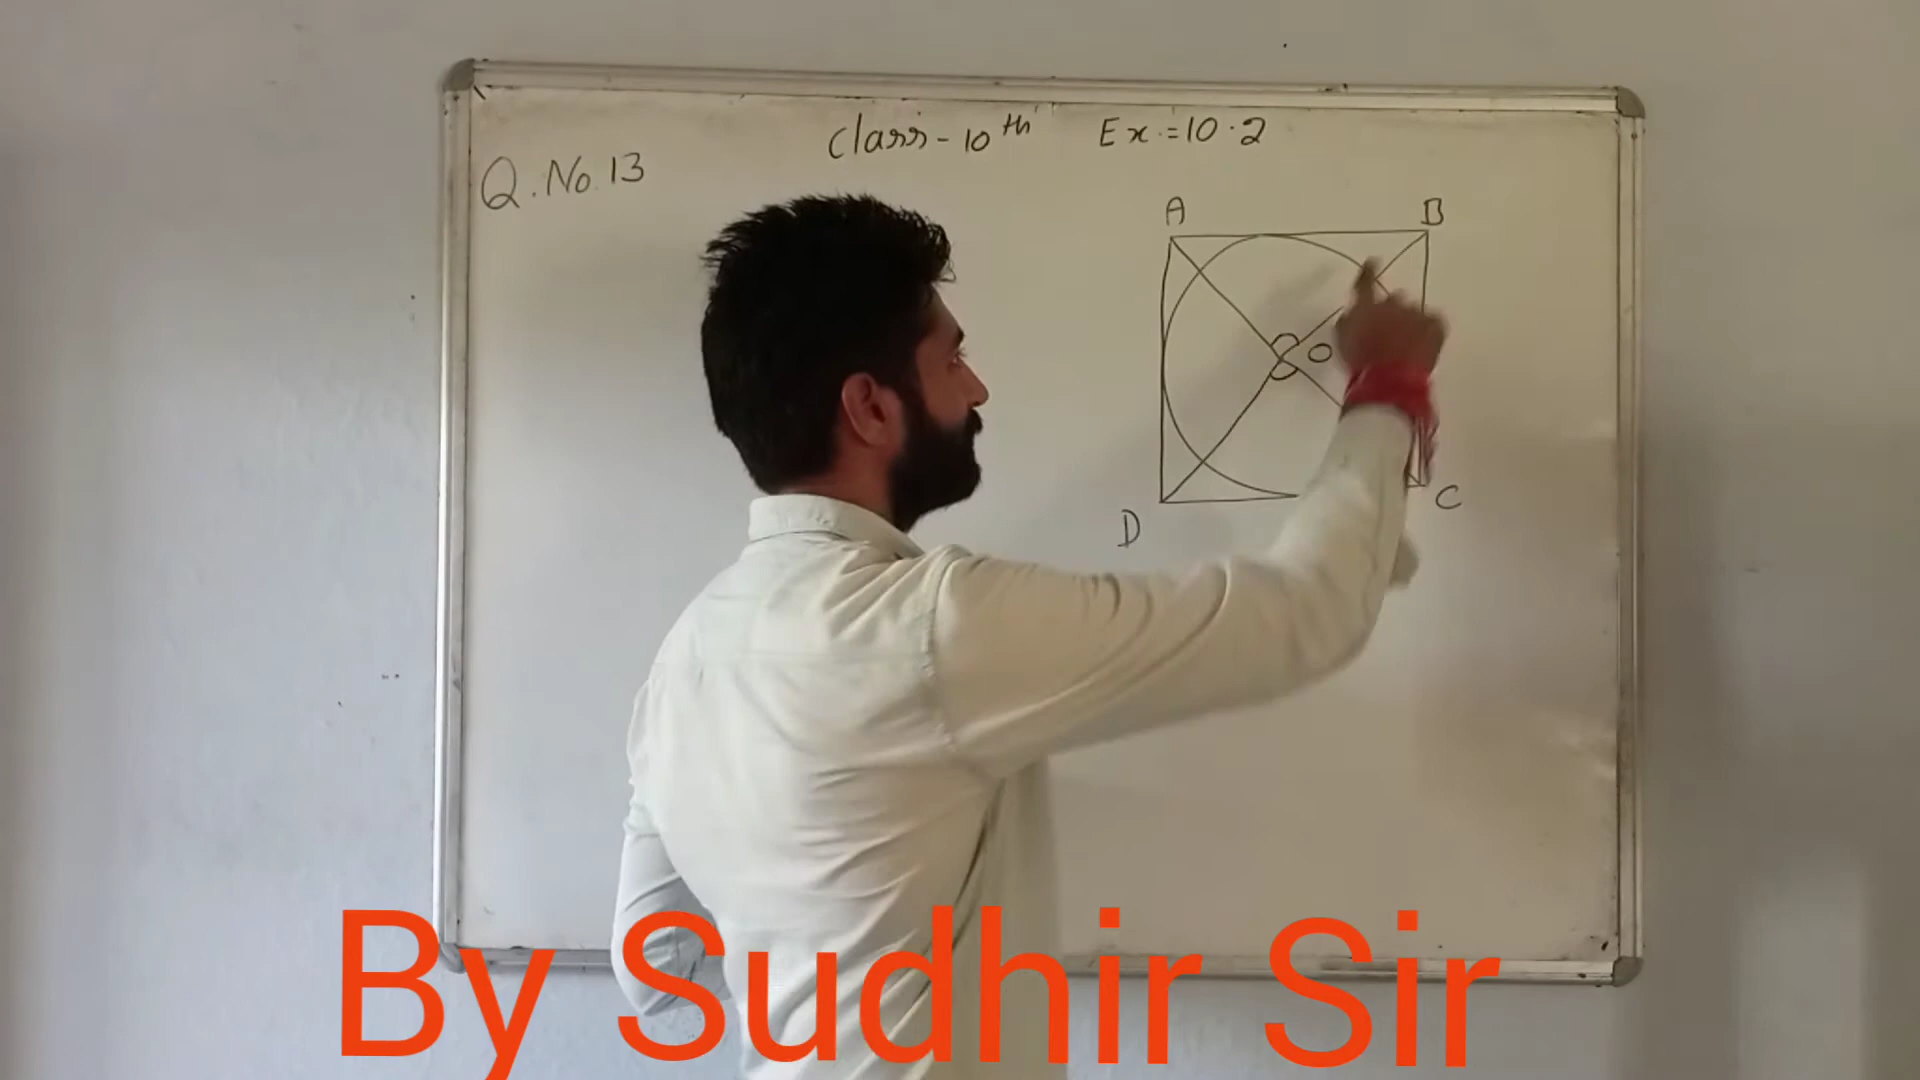 Class - 10th Ex. = 10.2
Q. No. 13
A B
O
D C
By Sudhir Sir